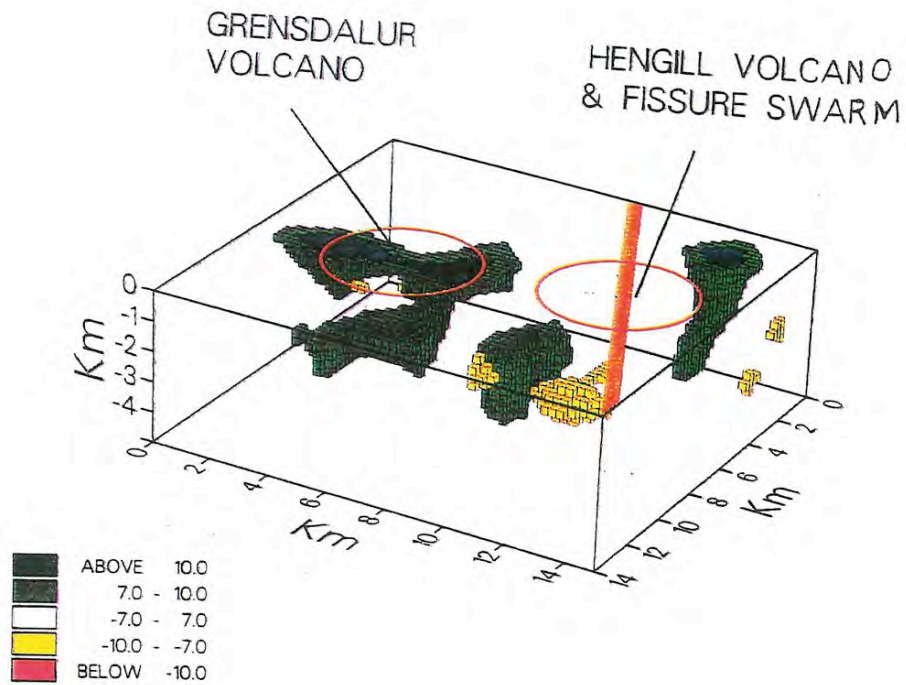 GRENSDALUR
VOLCANO
HENGILL VOLCANO
& FISSURE SWARM
0
-1
-2
-3
-4
Km
0
2
4
6
8
10
12
14
Km
14
12
10
8
6
4
2
0
Km
ABOVE 10.0
7.0 - 10.0
-7.0 - 7.0
-10.0 - -7.0
BELOW -10.0